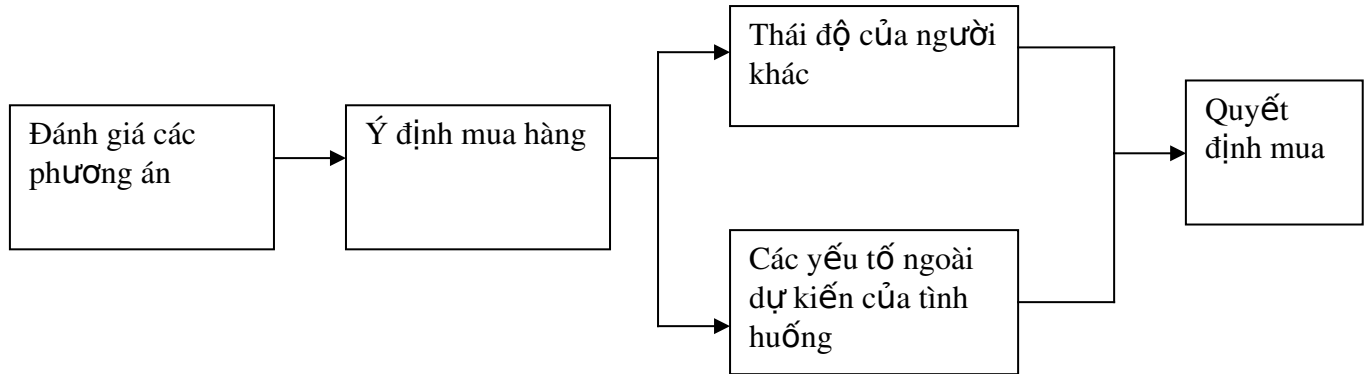 Đánh giá các
phương án
Ý định mua hàng
Thái độ của người
khác
Các yếu tố ngoài
dự kiến của tình
huống
Quyết
định mua